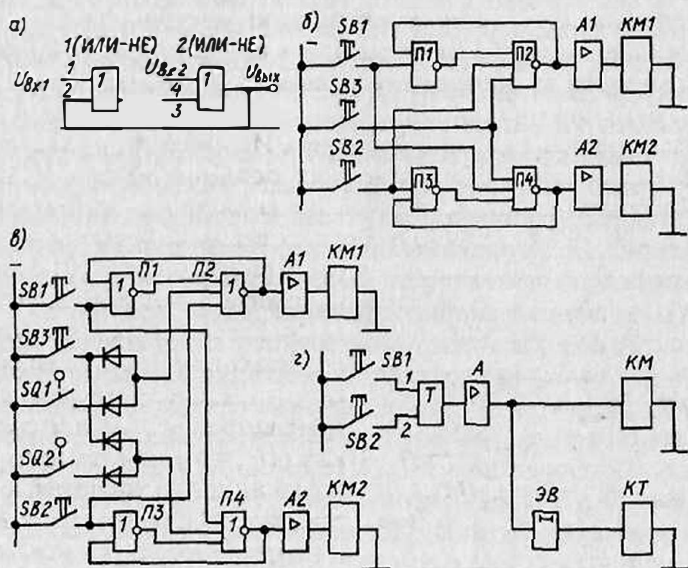 а)
1(ИЛИ-НЕ) 2(ИЛИ-НЕ)
Uвх1 1 2 1 Uвх2 2 4 3 1 Uвых
б)
SB1 П1 П2 A1 KM1
SB3
SB2 П3 П4 A2 KM2
в)
SB1 1 П1 П2 1 A1 KM1
SB3
SQ1
SQ2
SB2 1 П3 П4 1 A2 KM2
г)
SB1 1 T A KM
SB2 2
ЭВ KT